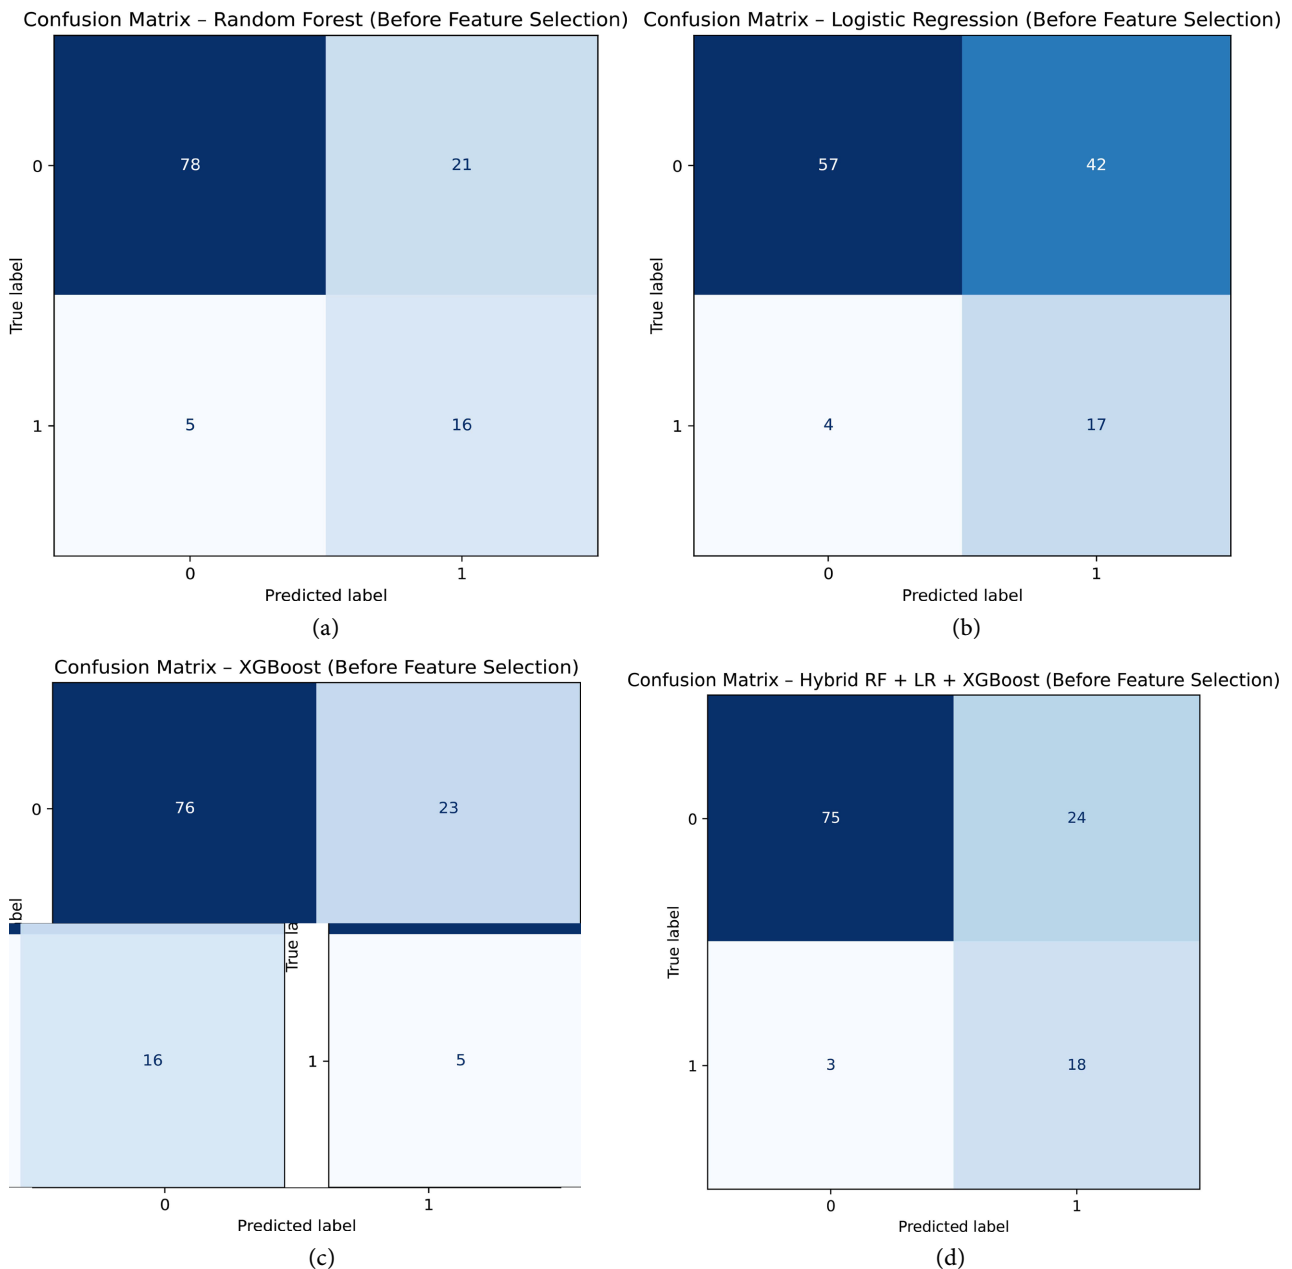 Confusion Matrix – Random Forest (Before Feature Selection)
0
78
21
True label
1
5
16
0
1
Predicted label
(a)
Confusion Matrix – Logistic Regression (Before Feature Selection)
0
57
42
True label
1
4
17
0
1
Predicted label
(b)
Confusion Matrix – XGBoost (Before Feature Selection)
0
76
23
bel
True la
16
1
5
0
1
Predicted label
(c)
Confusion Matrix – Hybrid RF + LR + XGBoost (Before Feature Selection)
0
75
24
True label
1
3
18
0
1
Predicted label
(d)